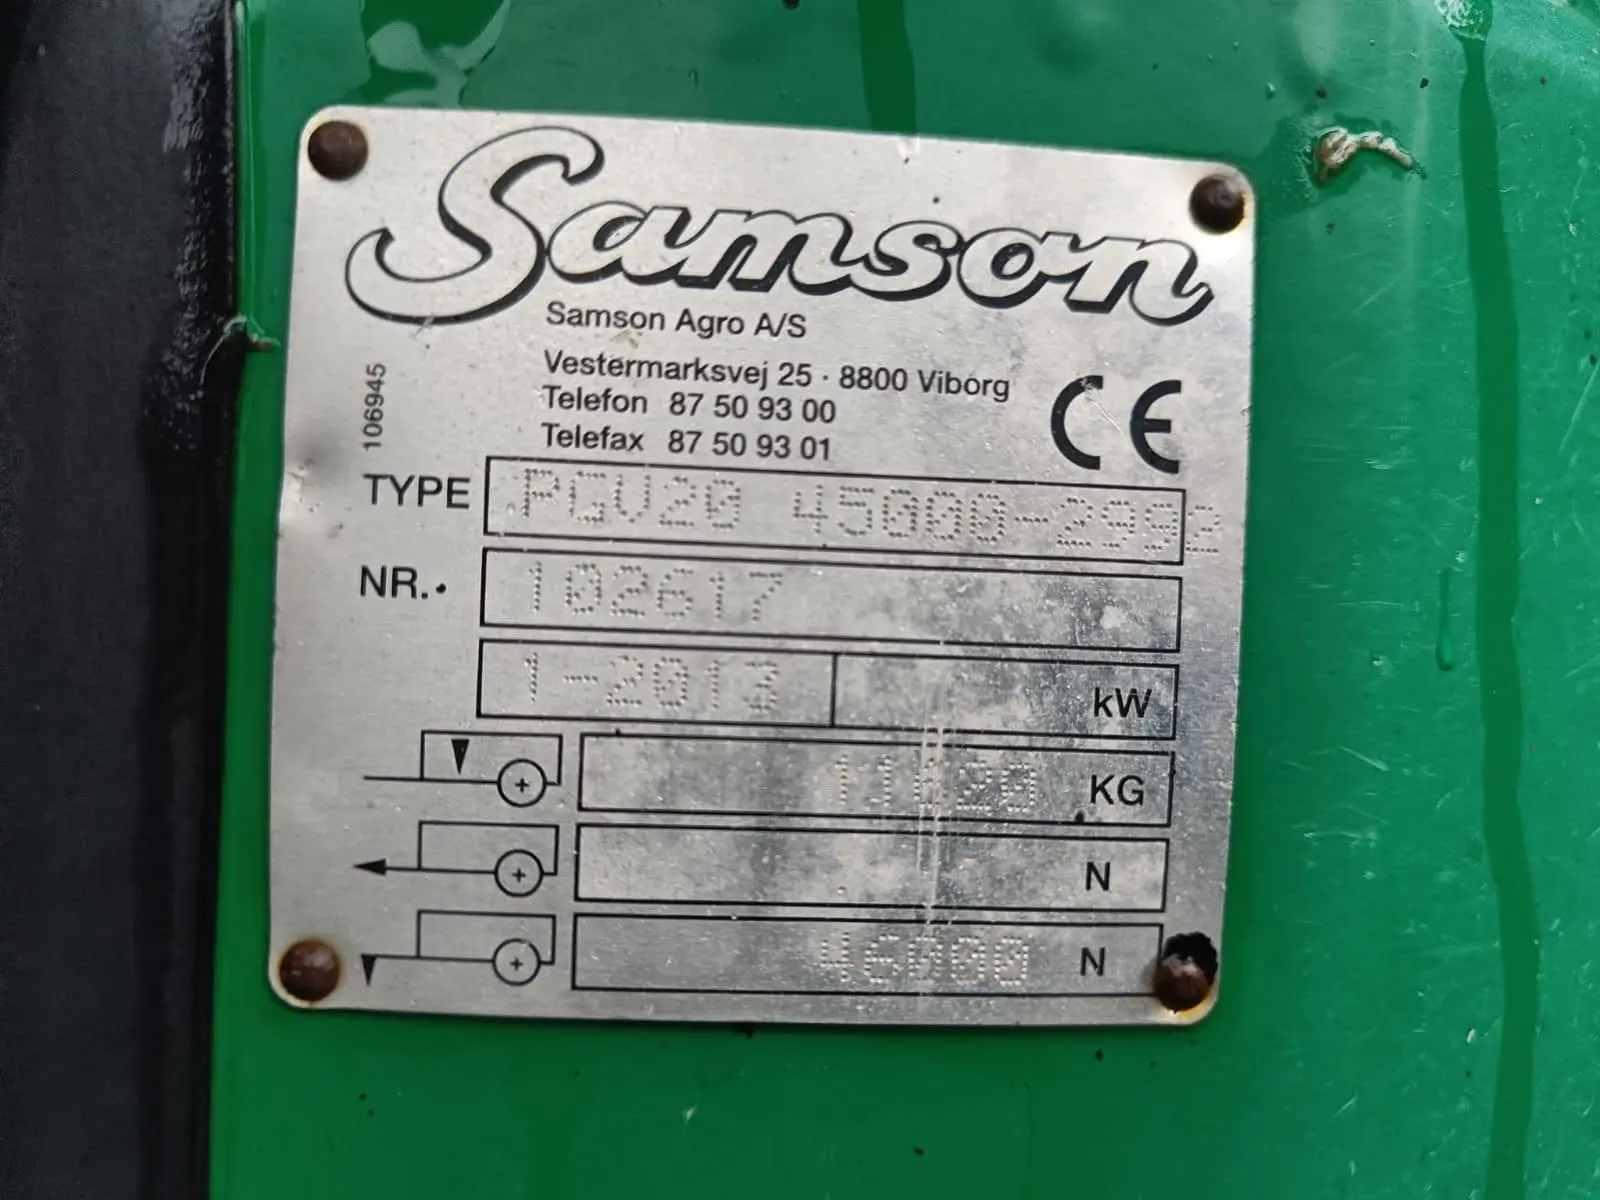 Samson
Samson Agro A/S
Vestermarksvej 25 · 8800 Viborg
Telefon 87 50 93 00
Telefax 87 50 93 01
CE
106945
TYPE PGV20 45000-2992
NR. 102617
1-2013 kW
KG
N
46000 N